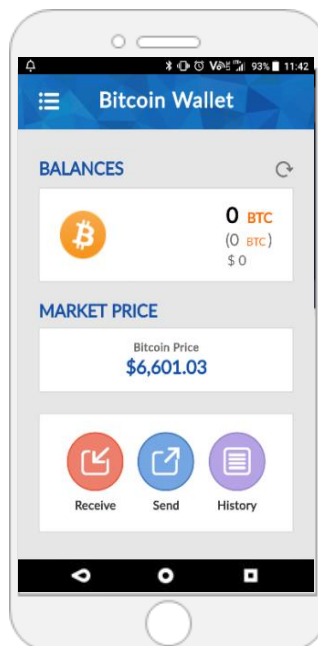 93% 11:42
Bitcoin Wallet
BALANCES
0 BTC
(0 BTC)
$ 0
MARKET PRICE
Bitcoin Price
$6,601.03
Receive Send History